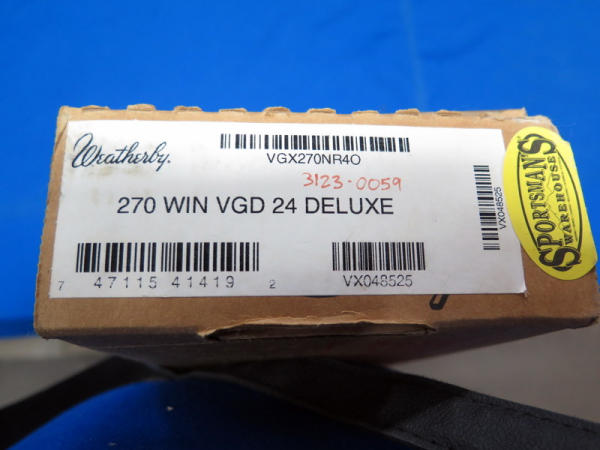 Weatherby.
VGX270NR4O
3123-0059
270 WIN VGD 24 DELUXE
7 47115 41419 2
VX048525
VX048525
SPORTSMAN'S
WAREHOUSE